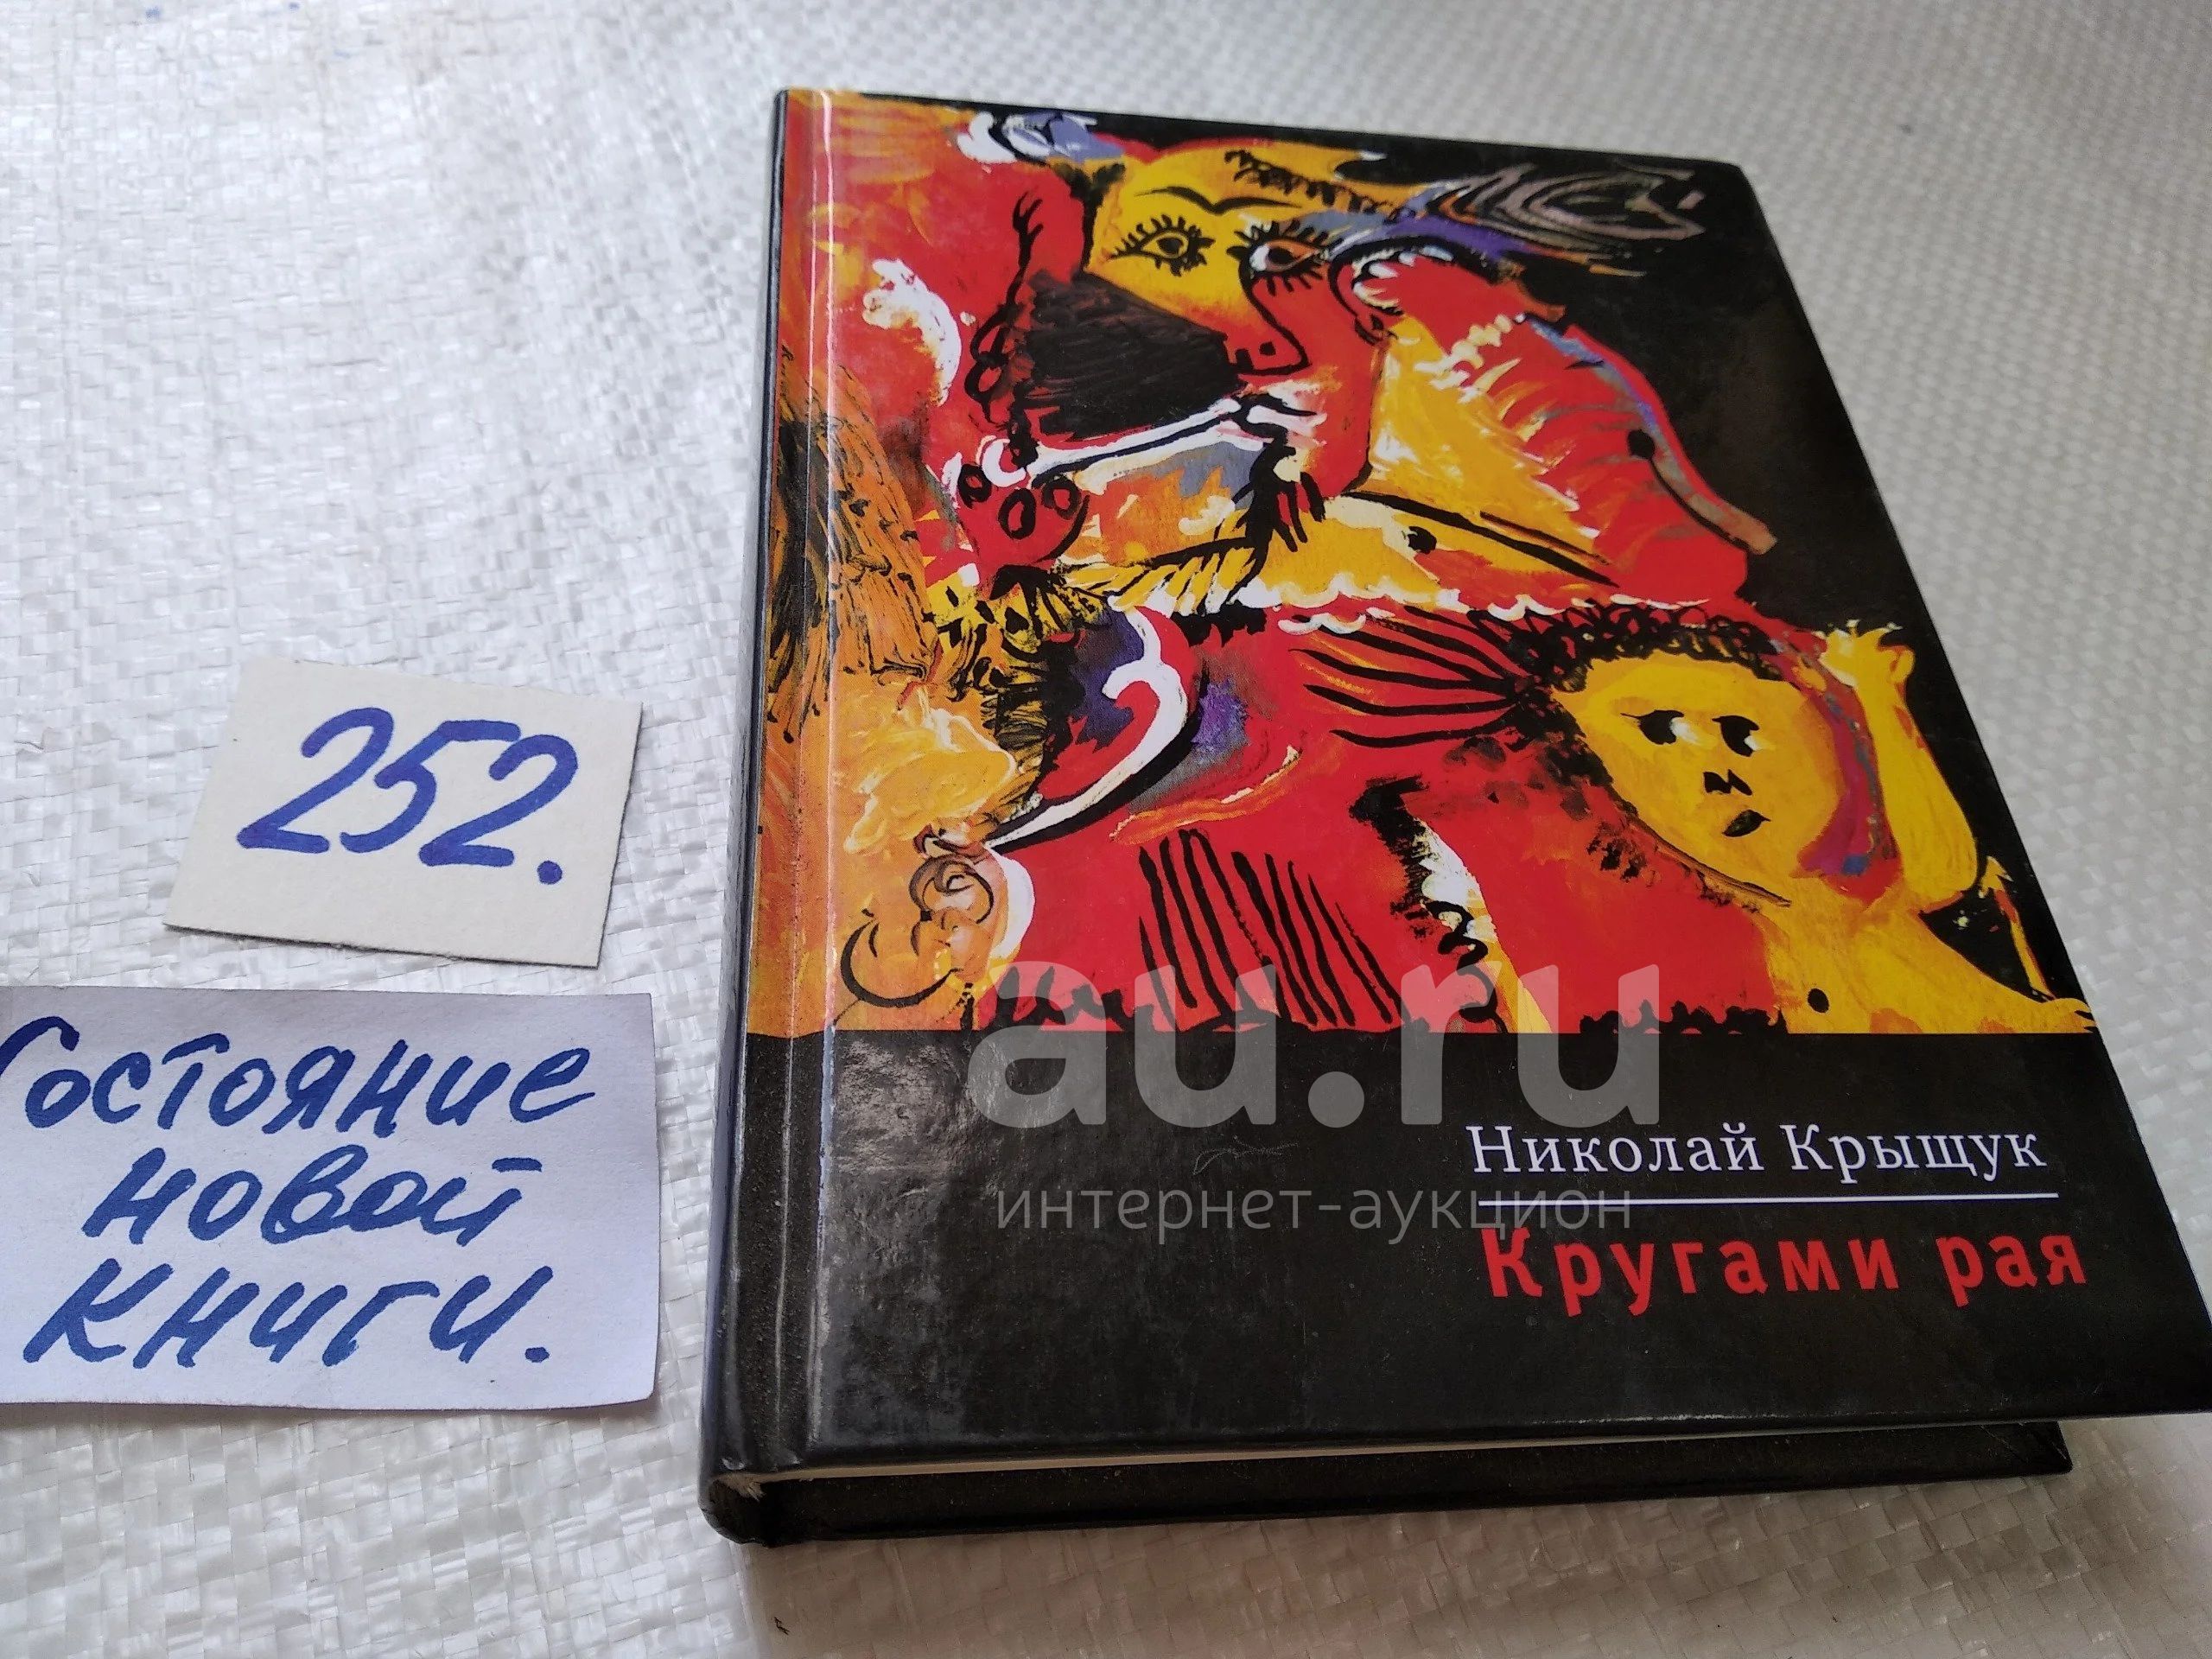 252.
Состояние
новой
книги.
au.ru
интернет-аукцион
Николай Крыщук
Кругами рая